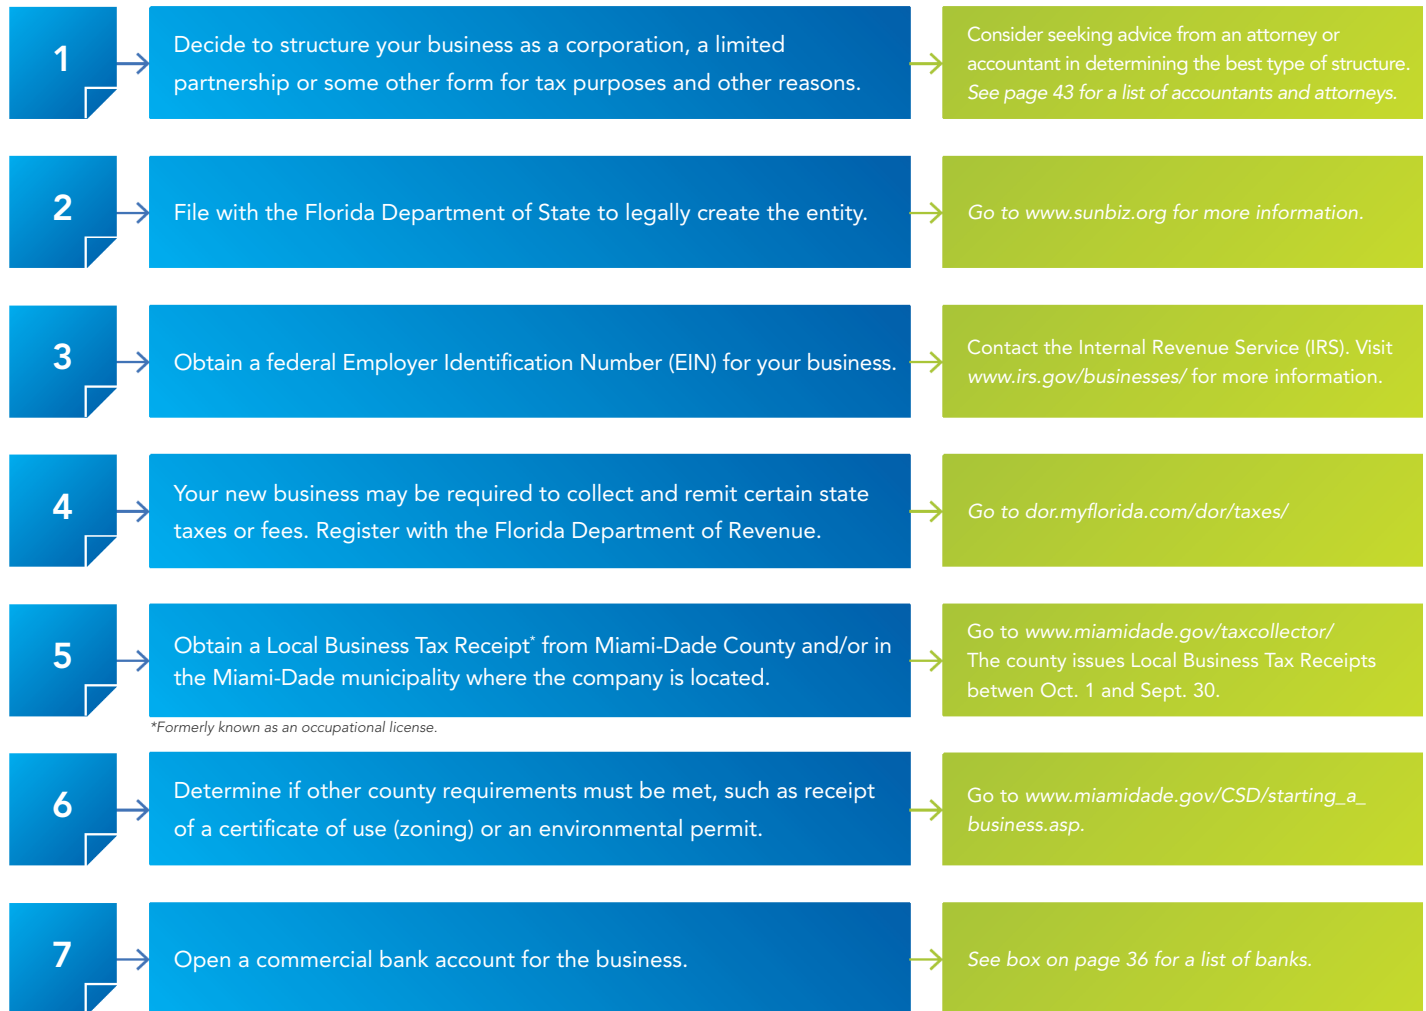 1
Decide to structure your business as a corporation, a limited
partnership or some other form for tax purposes and other reasons.
Consider seeking advice from an attorney or
accountant in determining the best type of structure.
See page 43 for a list of accountants and attorneys.
2
File with the Florida Department of State to legally create the entity.
Go to www.sunbiz.org for more information.
3
Obtain a federal Employer Identification Number (EIN) for your business.
Contact the Internal Revenue Service (IRS). Visit
www.irs.gov/businesses/ for more information.
4
Your new business may be required to collect and remit certain state
taxes or fees. Register with the Florida Department of Revenue.
Go to dor.myflorida.com/dor/taxes/
5
Obtain a Local Business Tax Receipt* from Miami-Dade County and/or in
the Miami-Dade municipality where the company is located.
Go to www.miamidade.gov/taxcollector/
The county issues Local Business Tax Receipts
betwen Oct. 1 and Sept. 30.
*Formerly known as an occupational license.
6
Determine if other county requirements must be met, such as receipt
of a certificate of use (zoning) or an environmental permit.
Go to www.miamidade.gov/CSD/starting_a_
business.asp.
7
Open a commercial bank account for the business.
See box on page 36 for a list of banks.